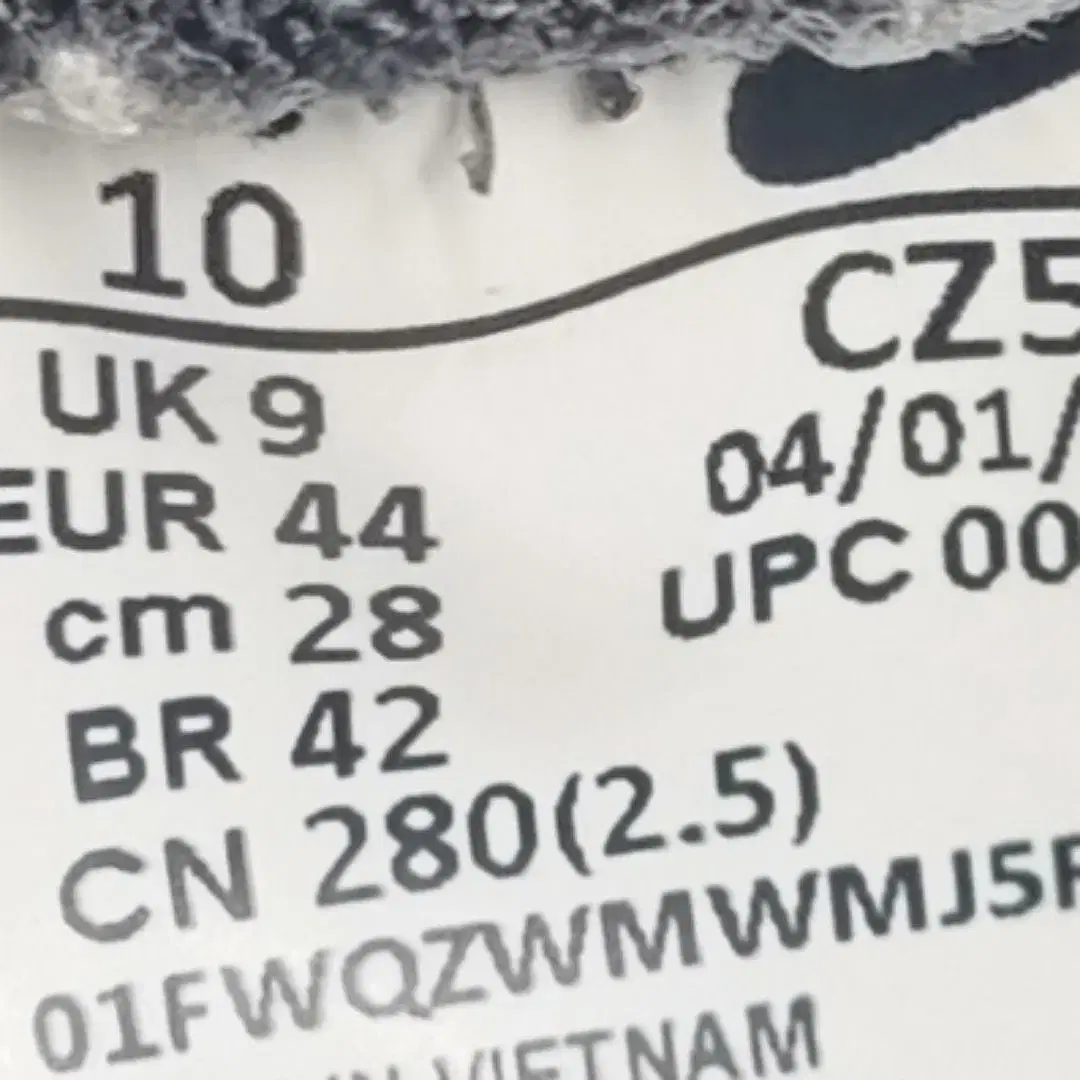 10
UK 9
EUR 44
cm 28
BR 42
CN 280(2.5)
CZ5
04/01/
UPC 00
01FWQZWMWMJ5
VIETNAM